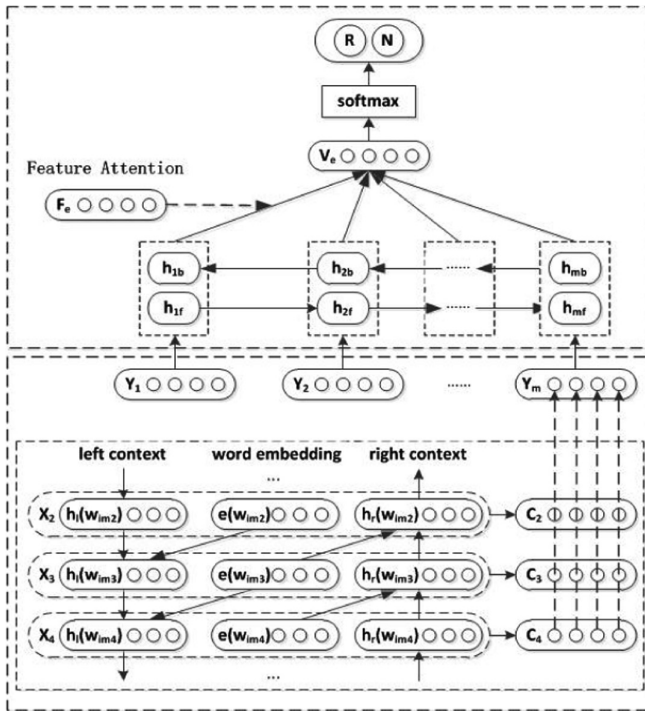 R N
softmax
Ve
Feature Attention
Fe
h1b h2b ...... hmb
h1f h2f ...... hmf
Y1 Y2 ...... Ym
left context word embedding right context
...
X2 hl(wim2) e(wim2) hr(wim2) C2
X3 hl(wim3) e(wim3) hr(wim3) C3
X4 hl(wim4) e(wim4) hr(wim4) C4
...